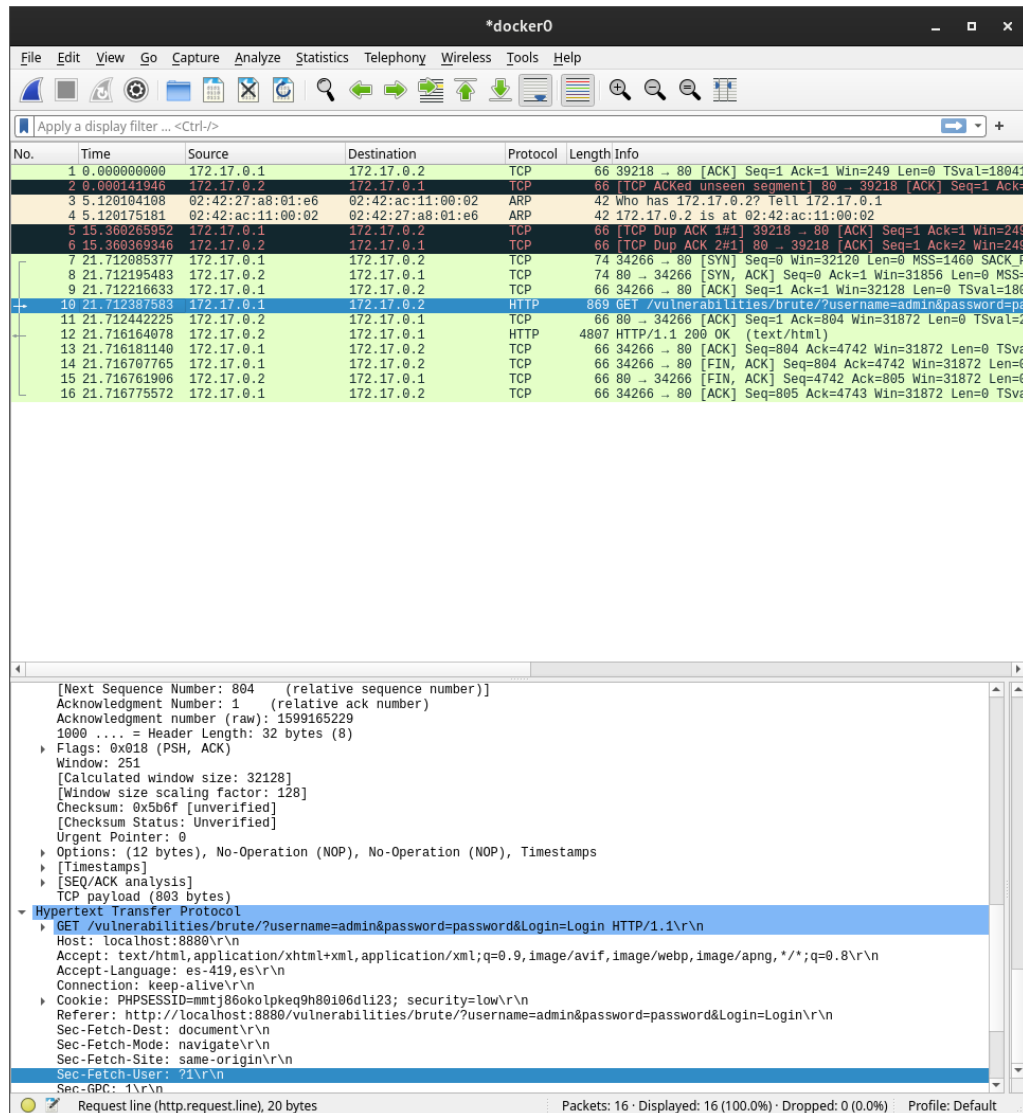 *docker0
File Edit View Go Capture Analyze Statistics Telephony Wireless Tools Help
Apply a display filter ... <Ctrl-/>
No. Time Source Destination Protocol Length Info
1 0.000000000 172.17.0.1 172.17.0.2 TCP 66 39218 → 80 [ACK] Seq=1 Ack=1 Win=249 Len=0 TSval=18041
2 0.000141946 172.17.0.2 172.17.0.1 TCP 66 [TCP ACKed unseen segment] 80 → 39218 [ACK] Seq=1 Ack=
3 5.120104108 02:42:27:a8:01:e6 02:42:ac:11:00:02 ARP 42 Who has 172.17.0.2? Tell 172.17.0.1
4 5.120175181 02:42:ac:11:00:02 02:42:27:a8:01:e6 ARP 42 172.17.0.2 is at 02:42:ac:11:00:02
5 15.360265952 172.17.0.1 172.17.0.2 TCP 66 [TCP Dup ACK 1#1] 39218 → 80 [ACK] Seq=1 Ack=1 Win=249
6 15.360369346 172.17.0.2 172.17.0.1 TCP 66 [TCP Dup ACK 2#1] 80 → 39218 [ACK] Seq=1 Ack=2 Win=249
7 21.712085377 172.17.0.1 172.17.0.2 TCP 74 34266 → 80 [SYN] Seq=0 Win=32120 Len=0 MSS=1460 SACK_P
8 21.712195483 172.17.0.2 172.17.0.1 TCP 74 80 → 34266 [SYN, ACK] Seq=0 Ack=1 Win=31856 Len=0 MSS=
9 21.712216633 172.17.0.1 172.17.0.2 TCP 66 34266 → 80 [ACK] Seq=1 Ack=1 Win=32128 Len=0 TSval=180
10 21.712387583 172.17.0.1 172.17.0.2 HTTP 869 GET /vulnerabilities/brute/?username=admin&password=pa
11 21.712442225 172.17.0.2 172.17.0.1 TCP 66 80 → 34266 [ACK] Seq=1 Ack=804 Win=31872 Len=0 TSval=2
12 21.716164078 172.17.0.2 172.17.0.1 HTTP 4807 HTTP/1.1 200 OK (text/html)
13 21.716181140 172.17.0.1 172.17.0.2 TCP 66 34266 → 80 [ACK] Seq=804 Ack=4742 Win=31872 Len=0 TSva
14 21.716707765 172.17.0.1 172.17.0.2 TCP 66 34266 → 80 [FIN, ACK] Seq=804 Ack=4742 Win=31872 Len=0
15 21.716761906 172.17.0.2 172.17.0.1 TCP 66 80 → 34266 [FIN, ACK] Seq=4742 Ack=805 Win=31872 Len=0
16 21.716775572 172.17.0.1 172.17.0.2 TCP 66 34266 → 80 [ACK] Seq=805 Ack=4743 Win=31872 Len=0 TSva
[Next Sequence Number: 804 (relative sequence number)]
Acknowledgment Number: 1 (relative ack number)
Acknowledgment number (raw): 1599165229
1000 .... = Header Length: 32 bytes (8)
Flags: 0x018 (PSH, ACK)
Window: 251
[Calculated window size: 32128]
[Window size scaling factor: 128]
Checksum: 0x5b6f [unverified]
[Checksum Status: Unverified]
Urgent Pointer: 0
Options: (12 bytes), No-Operation (NOP), No-Operation (NOP), Timestamps
[Timestamps]
[SEQ/ACK analysis]
TCP payload (803 bytes)
Hypertext Transfer Protocol
GET /vulnerabilities/brute/?username=admin&password=password&Login=Login HTTP/1.1\r\n
Host: localhost:8880\r\n
Accept: text/html,application/xhtml+xml,application/xml;q=0.9,image/avif,image/webp,image/apng,*/*;q=0.8\r\n
Accept-Language: es-419,es\r\n
Connection: keep-alive\r\n
Cookie: PHPSESSID=mmtj86okolpkeq9h80i06dli23; security=low\r\n
Referer: http://localhost:8880/vulnerabilities/brute/?username=admin&password=password&Login=Login\r\n
Sec-Fetch-Dest: document\r\n
Sec-Fetch-Mode: navigate\r\n
Sec-Fetch-Site: same-origin\r\n
Sec-Fetch-User: ?1\r\n
Sec-GPC: 1\r\n
Request line (http.request.line), 20 bytes Packets: 16 · Displayed: 16 (100.0%) · Dropped: 0 (0.0%) Profile: Default